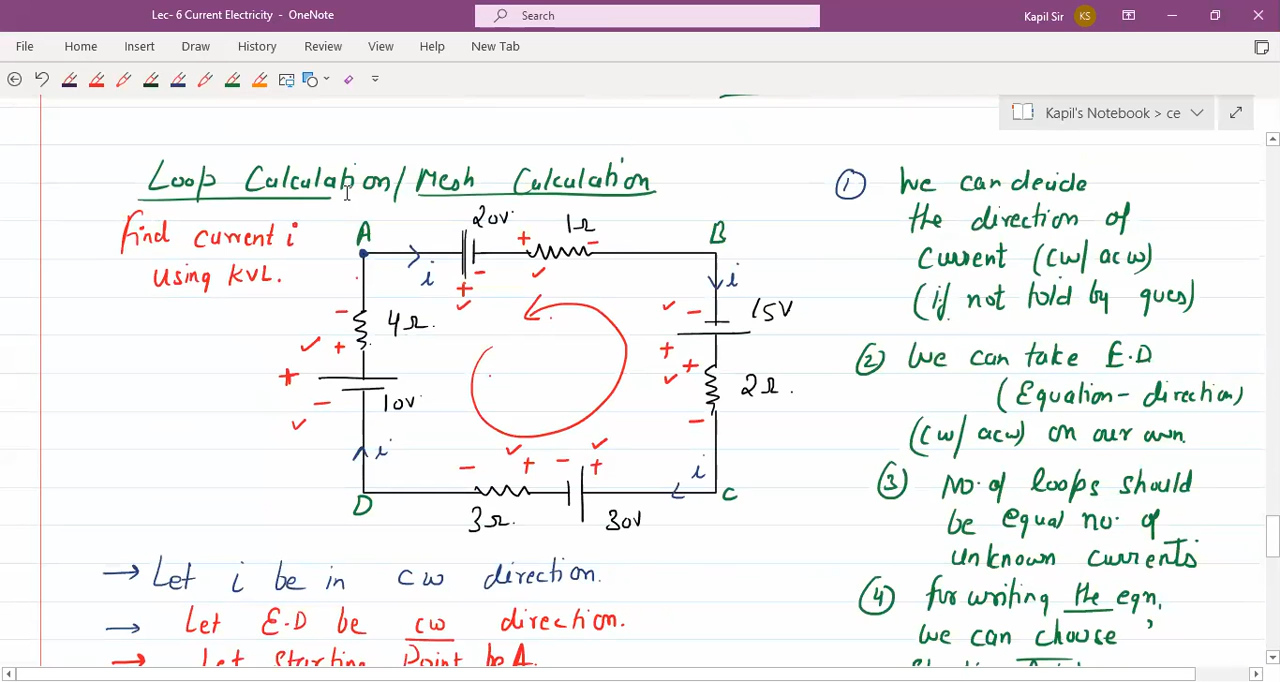 Lec- 6 Current Electricity - OneNote
Search
Kapil Sir
KS
File Home Insert Draw History Review View Help New Tab
Kapil's Notebook > ce
Loop Calculation/Mesh Calculation
find current i
using KVL.
A
20V
1Ω
B
i
i
4Ω
15V
2Ω
10V
i
i
D
3Ω
30V
C
→ Let i be in cw direction.
→ Let E.D be cw direction.
→ Let starting Point be A.
① We can decide
the direction of
current (cw/acw)
(if not told by ques)
② We can take E.D
(Equation-direction)
(cw/acw) on our own
③ No. of loops should
be equal no. of
unknown currents
④ for writing the eqn,
we can choose